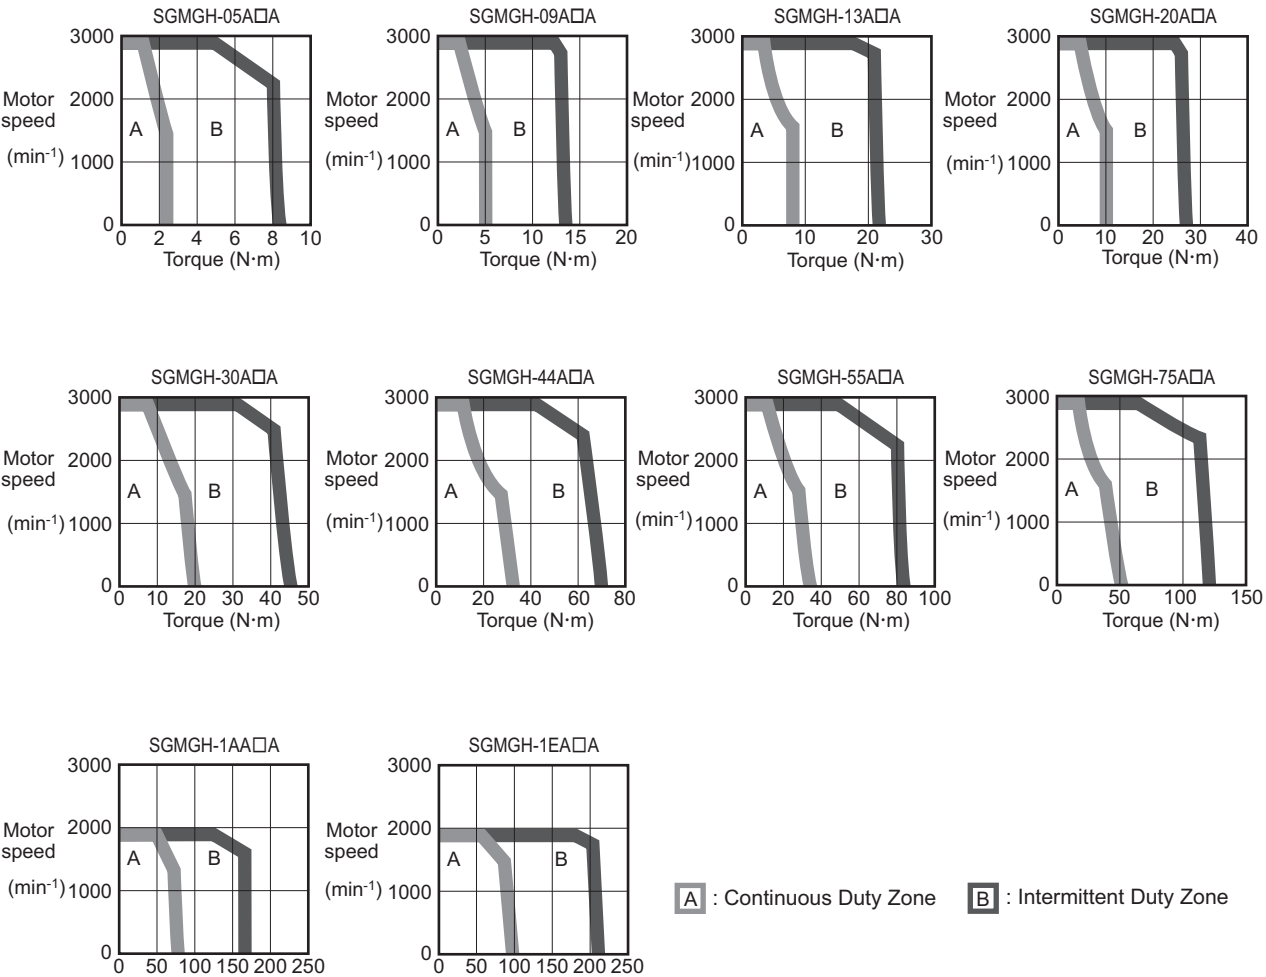 SGMGH-05A□A
3000
2000
1000
0
Motor
speed
(min-1)
A
B
0 2 4 6 8 10
Torque (N·m)
SGMGH-09A□A
3000
2000
1000
0
Motor
speed
(min-1)
A
B
0 5 10 15 20
Torque (N·m)
SGMGH-13A□A
3000
2000
1000
0
Motor
speed
(min-1)
A
B
0 10 20 30
Torque (N·m)
SGMGH-20A□A
3000
2000
1000
0
Motor
speed
(min-1)
A
B
0 10 20 30 40
Torque (N·m)
SGMGH-30A□A
3000
2000
1000
0
Motor
speed
(min-1)
A
B
0 10 20 30 40 50
Torque (N·m)
SGMGH-44A□A
3000
2000
1000
0
Motor
speed
(min-1)
A
B
0 20 40 60 80
Torque (N·m)
SGMGH-55A□A
3000
2000
1000
0
Motor
speed
(min-1)
A
B
0 20 40 60 80 100
Torque (N·m)
SGMGH-75A□A
3000
2000
1000
0
Motor
speed
(min-1)
A
B
0 50 100 150
Torque (N·m)
SGMGH-1AA□A
3000
2000
1000
0
Motor
speed
(min-1)
A
B
0 50 100 150 200 250
SGMGH-1EA□A
3000
2000
1000
0
Motor
speed
(min-1)
A
B
0 50 100 150 200 250
A : Continuous Duty Zone
B : Intermittent Duty Zone